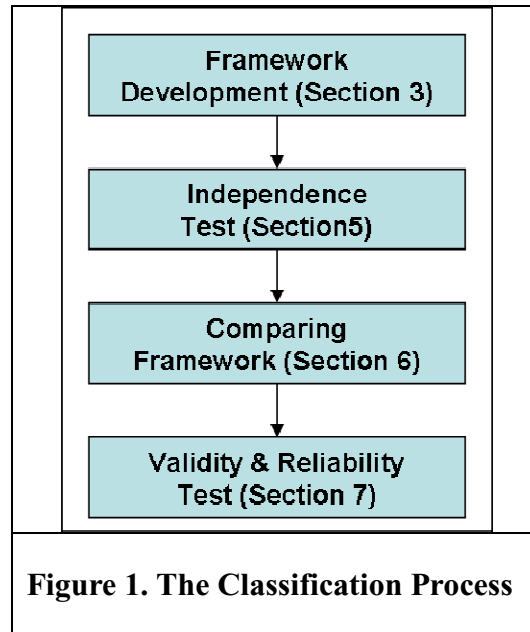 Framework
Development (Section 3)
Independence
Test (Section5)
Comparing
Framework (Section 6)
Validity & Reliability
Test (Section 7)
Figure 1. The Classification Process